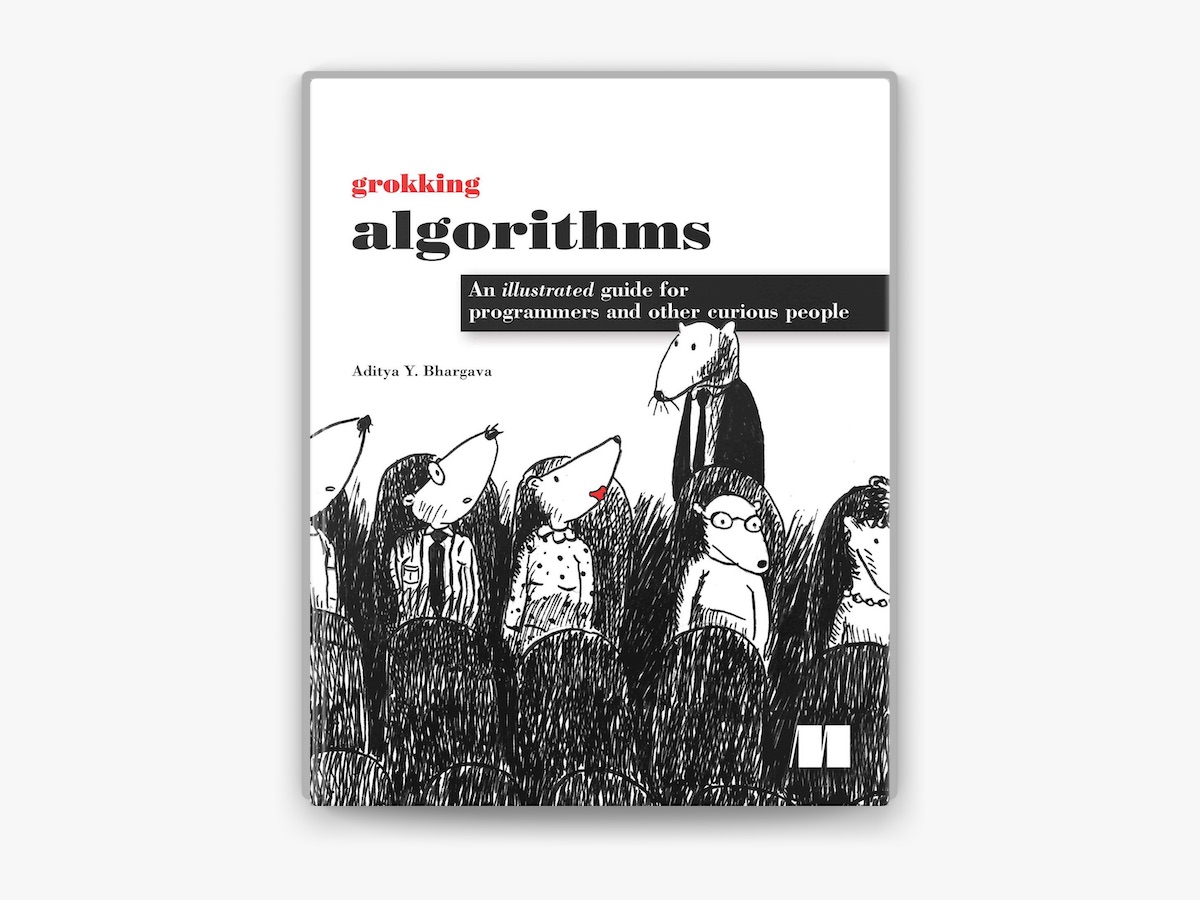 grokking
algorithms
An illustrated guide for
programmers and other curious people
Aditya Y. Bhargava